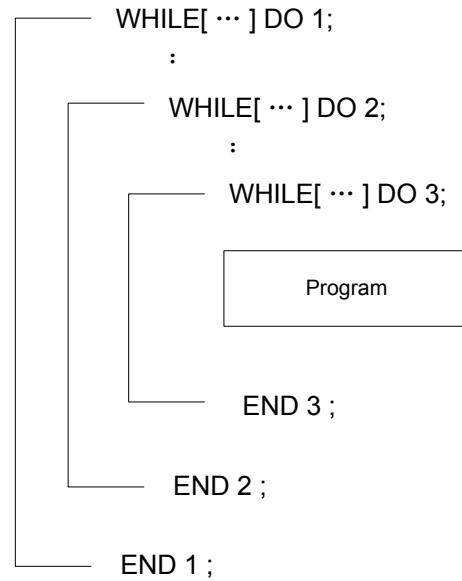 WHILE[ ··· ] DO 1;
:
WHILE[ ··· ] DO 2;
:
WHILE[ ··· ] DO 3;
Program
END 3 ;
END 2 ;
END 1 ;